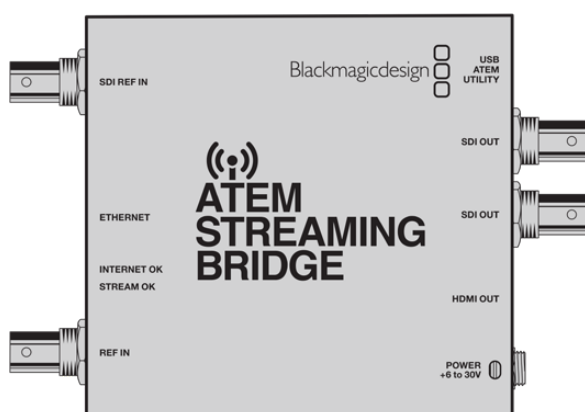 SDI REF IN
Blackmagicdesign
USB
ATEM
UTILITY
SDI OUT
ETHERNET
ATEM
STREAMING
BRIDGE
SDI OUT
INTERNET OK
STREAM OK
HDMI OUT
REF IN
POWER
+6 to 30V